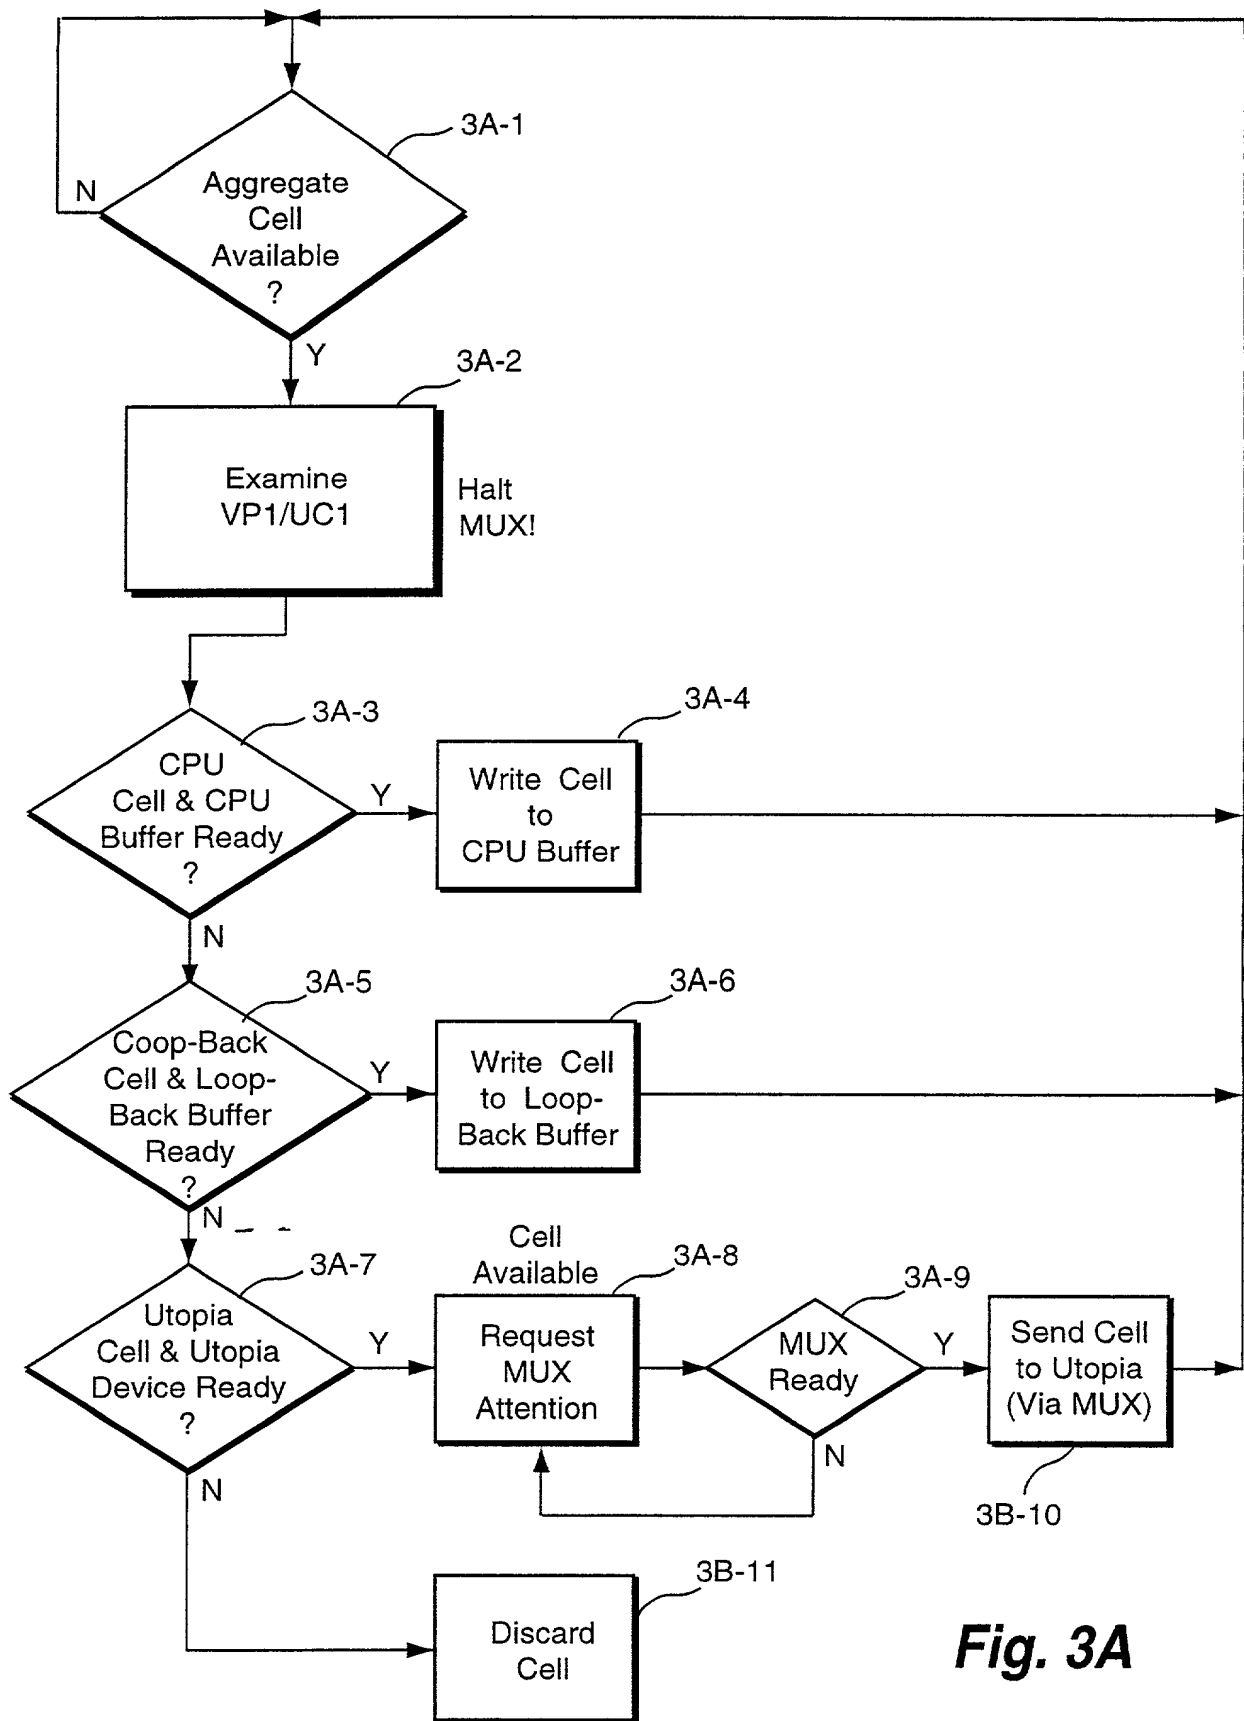 3A-1
N
Aggregate
Cell
Available
?
Y
3A-2
Examine
VP1/UC1
Halt
MUX!
3A-3
CPU
Cell & CPU
Buffer Ready
?
Y
3A-4
Write Cell
to
CPU Buffer
N
3A-5
Coop-Back
Cell & Loop-
Back Buffer
Ready
?
Y
3A-6
Write Cell
to Loop-
Back Buffer
N
3A-7
Utopia
Cell & Utopia
Device Ready
?
Y
Cell
Available
3A-8
Request
MUX
Attention
3A-9
MUX
Ready
Y
N
Send Cell
to Utopia
(Via MUX)
3B-10
N
3B-11
Discard
Cell
Fig. 3A